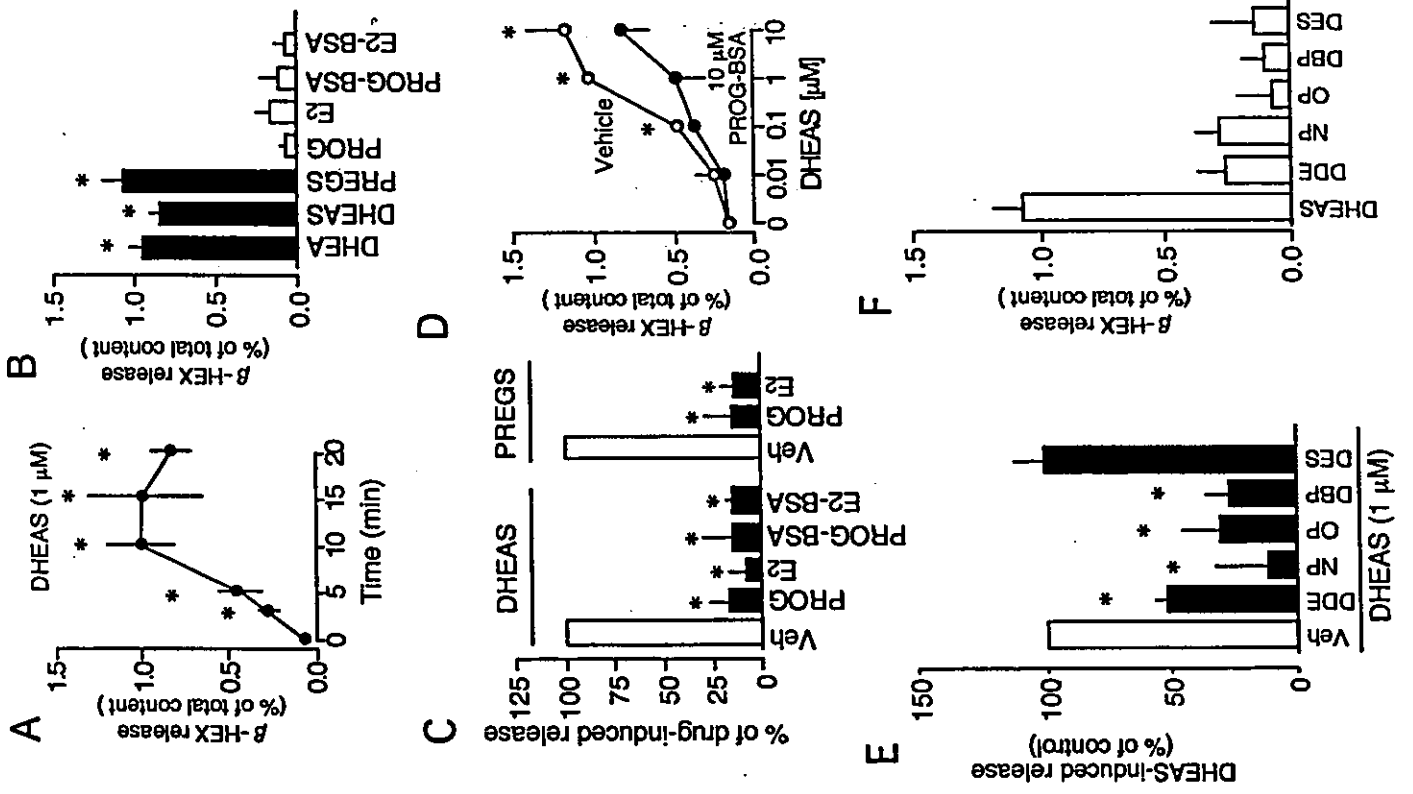 A
DHEAS (1 μM)
β-HEX release
(% of total content)
1.5
1.0
0.5
0.0
0
5
10
15
20
Time (min)
*
*
*
*
*
B
β-HEX release
(% of total content)
1.5
1.0
0.5
0.0
*
*
*
DHEA
DHEAS
PREGS
PROG
E2
PROG-BSA
E2-BSA
C
% of drug-induced release
125
100
75
50
25
0
DHEAS
PREGS
*
*
*
*
*
*
Veh
PROG
E2
PROG-BSA
E2-BSA
Veh
PROG
E2
D
β-HEX release
(% of total content)
1.5
1.0
0.5
0.0
Vehicle
*
*
*
10 μM
PROG-BSA
0
0.01
0.1
1
10
DHEAS [μM]
E
DHEAS-induced release
(% of control)
150
100
50
0
*
*
*
*
Veh
DDE
NP
OP
DBP
DES
DHEAS (1 μM)
F
β-HEX release
(% of total content)
1.5
1.0
0.5
0.0
DHEAS
DDE
NP
OP
DBP
DES